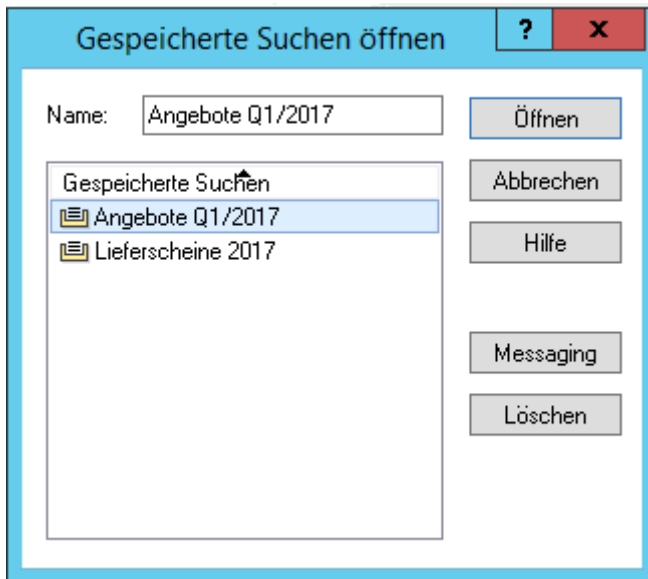 Gespeicherte Suchen öffnen
?
x
Name:
Angebote Q1/2017
Öffnen
Gespeicherte Suchen
Abbrechen
Angebote Q1/2017
Lieferscheine 2017
Hilfe
Messaging
Löschen